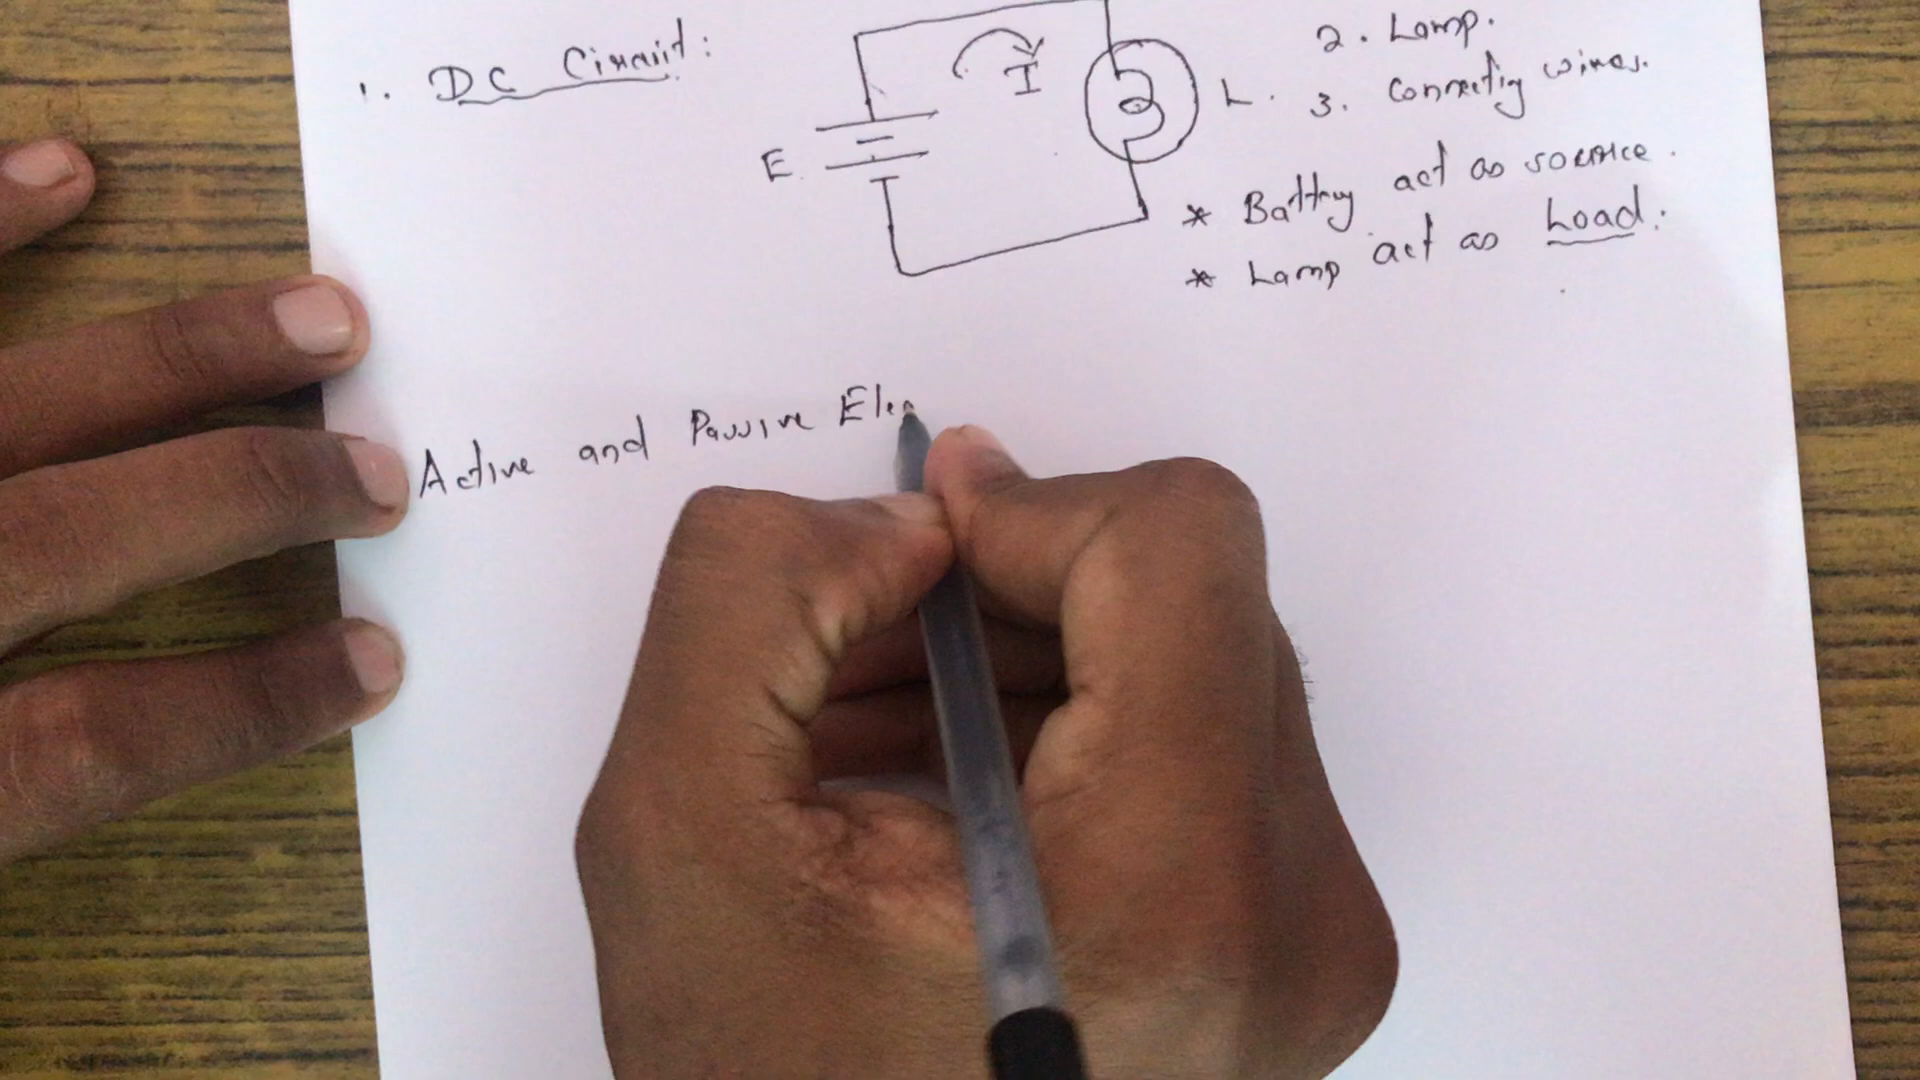 1. DC Circuit:
E
I
L.
2. Lamp.
3. Connecting wires.
* Battery act as source.
* Lamp act as Load.
Active and Passive Elem